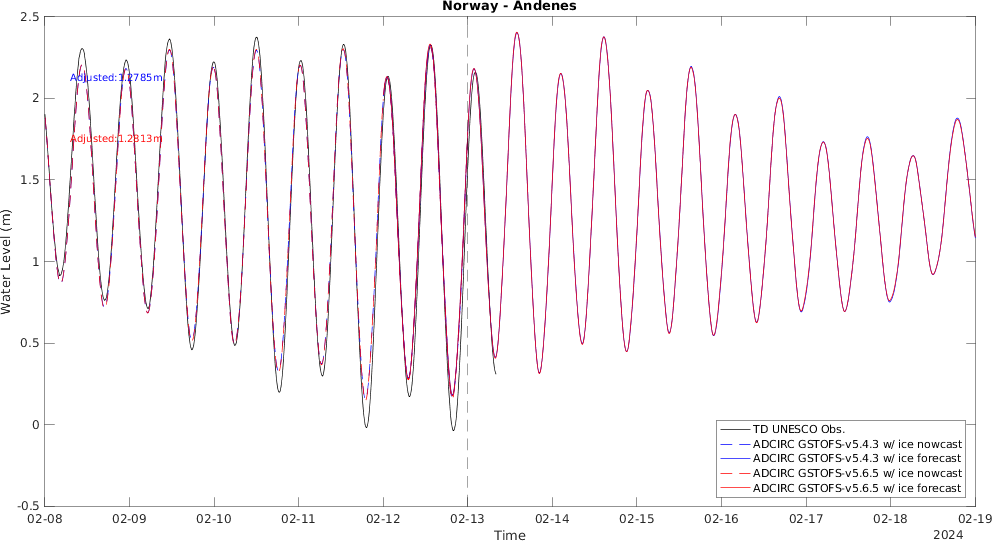 Norway - Andenes
2.5
2
1.5
1
0.5
0
-0.5
Water Level (m)
Adjusted:1.2785m
Adjusted:1.2813m
TD UNESCO Obs.
ADCIRC GSTOFS-v5.4.3 w/ ice nowcast
ADCIRC GSTOFS-v5.4.3 w/ ice forecast
ADCIRC GSTOFS-v5.6.5 w/ ice nowcast
ADCIRC GSTOFS-v5.6.5 w/ ice forecast
02-08 02-09 02-10 02-11 02-12 02-13 02-14 02-15 02-16 02-17 02-18 02-19
Time
2024